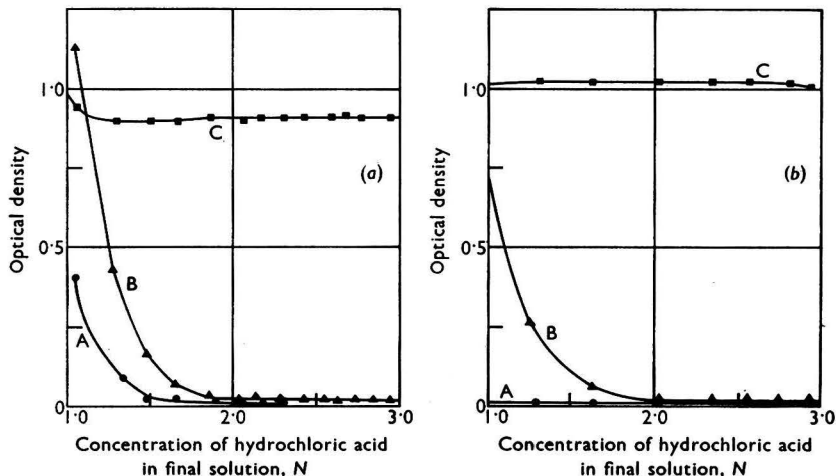 Optical density
1·0
0·5
0
A
B
C
(a)
1·0
2·0
3·0
Concentration of hydrochloric acid
in final solution, N
Optical density
1·0
0·5
0
A
B
C
(b)
1·0
2·0
3·0
Concentration of hydrochloric acid
in final solution, N